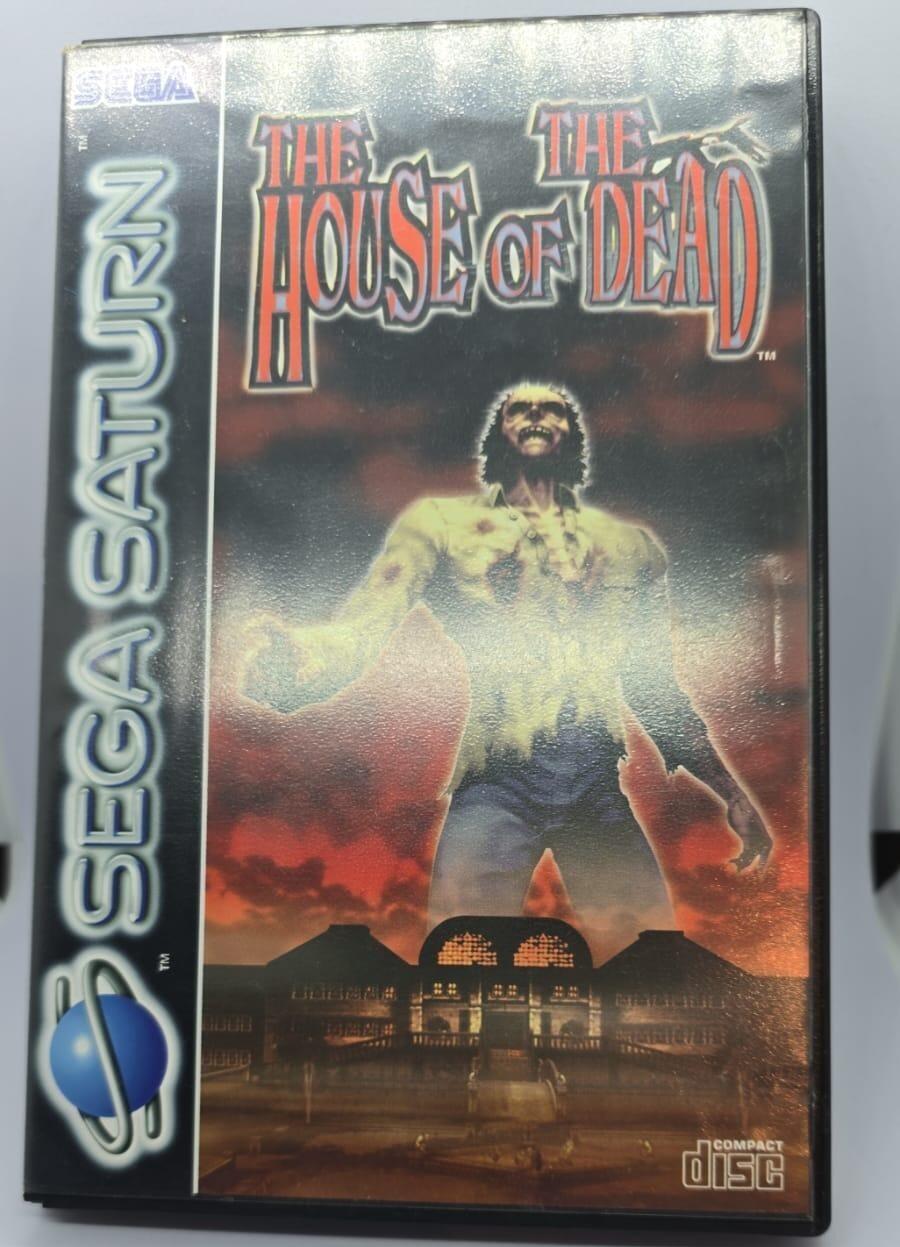 SEGA
SEGA SATURN
TM
TM
THE
HOUSE OF
THE
DEAD
TM
COMPACT
disc